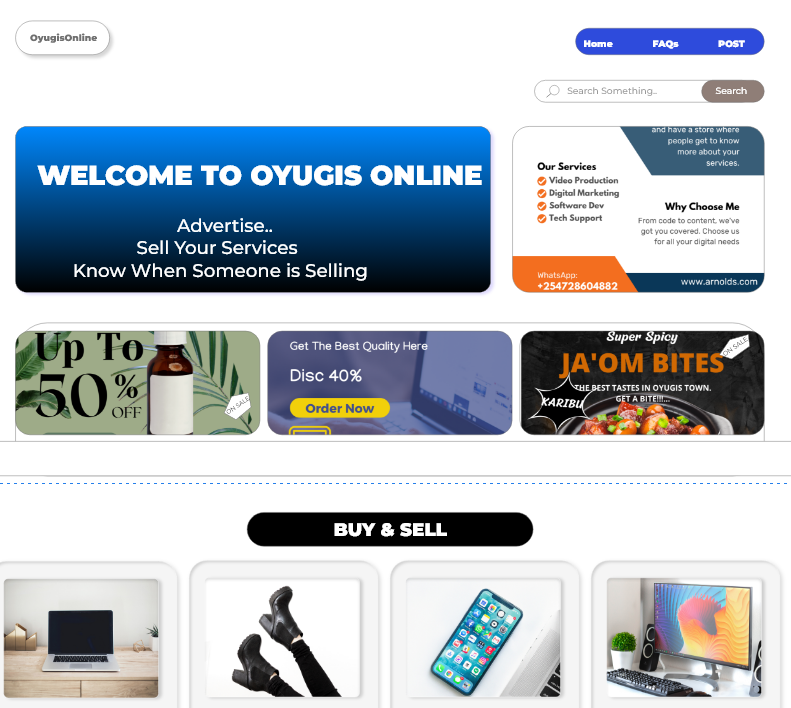 OyugisOnline
Home FAQs POST
Search Something.. Search
WELCOME TO OYUGIS ONLINE
Advertise..
Sell Your Services
Know When Someone is Selling
and have a store where
people get to know
more about your
services.
Our Services
Video Production
Digital Marketing
Software Dev
Tech Support
Why Choose Me
From code to content, we've
got you covered. Choose us
for all your digital needs
WhatsApp:
+254728604882
www.arnolds.com
Up To
50%
OFF
ON SALE
Get The Best Quality Here
Disc 40%
Order Now
Super Spicy
JA'OM BITES
ON SALE
THE BEST TASTES IN OYUGIS TOWN.
GET A BITE!!!...
KARIBU
BUY & SELL